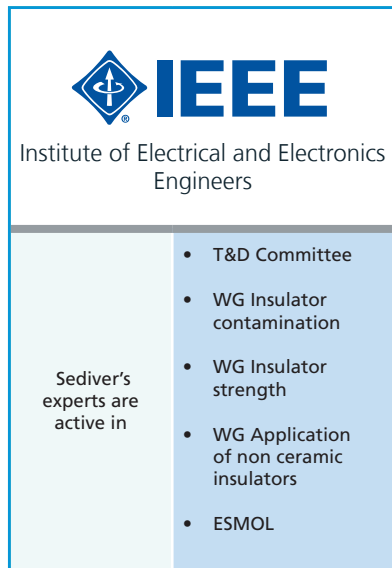 IEEE
®
Institute of Electrical and Electronics
Engineers
Sediver’s
experts are
active in
• T&D Committee
• WG Insulator
contamination
• WG Insulator
strength
• WG Application
of non ceramic
insulators
• ESMOL